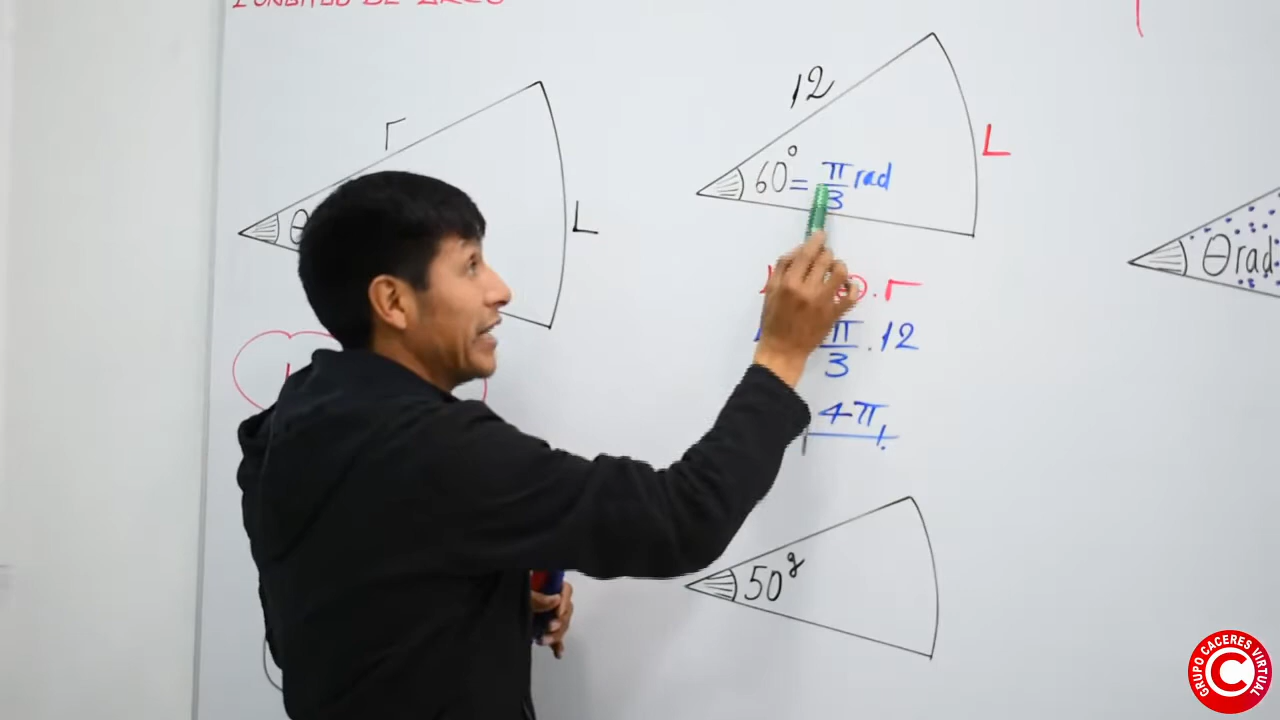 LONGITUD DE ARCO
r
θ
L
12
60° = π/3 rad
L
θ . r
π/3 . 12
4π
50ᵍ
θ rad
GRUPO CACERES VIRTUAL
C